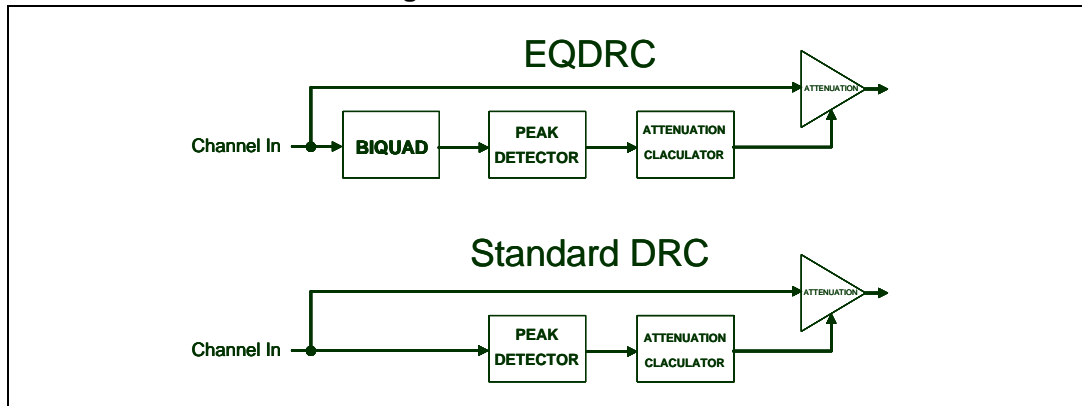 EQDRC
ATTENUATION
Channel In
BIQUAD
PEAK
DETECTOR
ATTENUATION
CLACULATOR
Standard DRC
ATTENUATION
Channel In
PEAK
DETECTOR
ATTENUATION
CLACULATOR